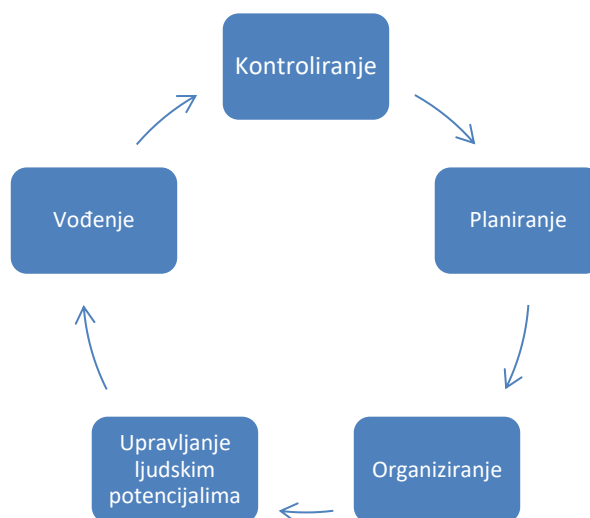 Kontroliranje
Planiranje
Organiziranje
Upravljanje
ljudskim
potencijalima
Vođenje